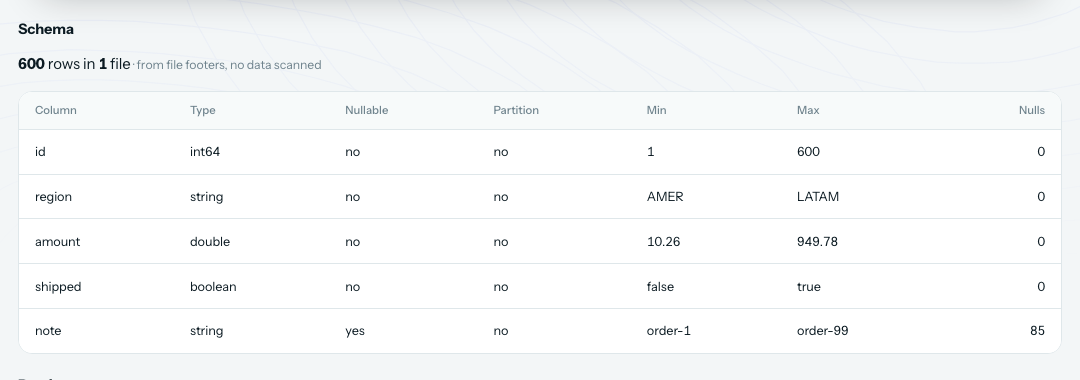 Schema
600 rows in 1 file · from file footers, no data scanned
Column Type Nullable Partition Min Max Nulls
id int64 no no 1 600 0
region string no no AMER LATAM 0
amount double no no 10.26 949.78 0
shipped boolean no no false true 0
note string yes no order-1 order-99 85